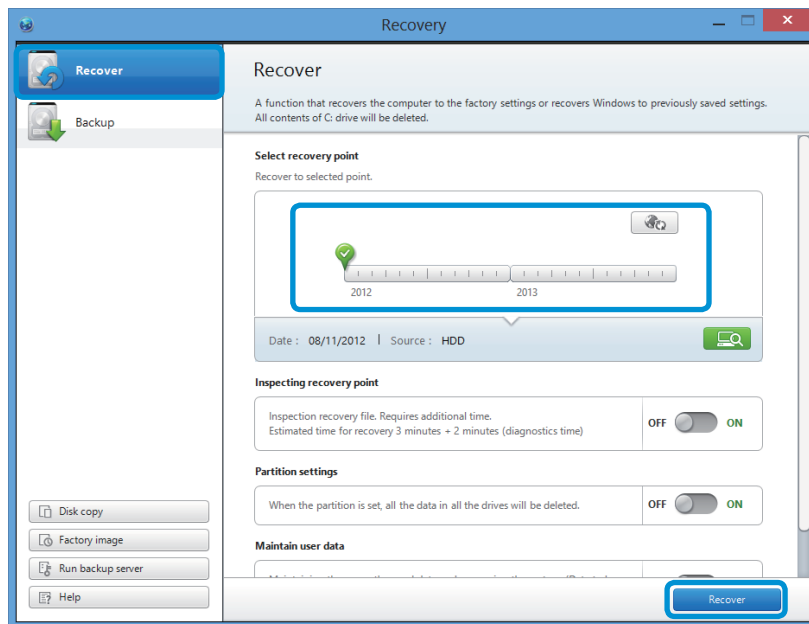 Recovery
Recover
Backup
Disk copy
Factory image
Run backup server
Help
Recover
A function that recovers the computer to the factory settings or recovers Windows to previously saved settings.
All contents of C: drive will be deleted.
Select recovery point
Recover to selected point.
2012 2013
Date : 08/11/2012 | Source : HDD
Inspecting recovery point
Inspection recovery file. Requires additional time.
Estimated time for recovery 3 minutes + 2 minutes (diagnostics time)
OFF ON
Partition settings
When the partition is set, all the data in all the drives will be deleted.
OFF ON
Maintain user data
Recover